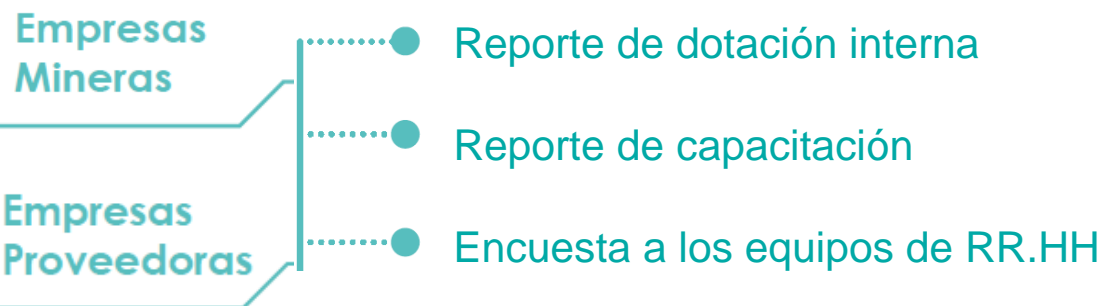 Empresas
Mineras
Reporte de dotación interna
Reporte de capacitación
Empresas
Proveedoras
Encuesta a los equipos de RR.HH